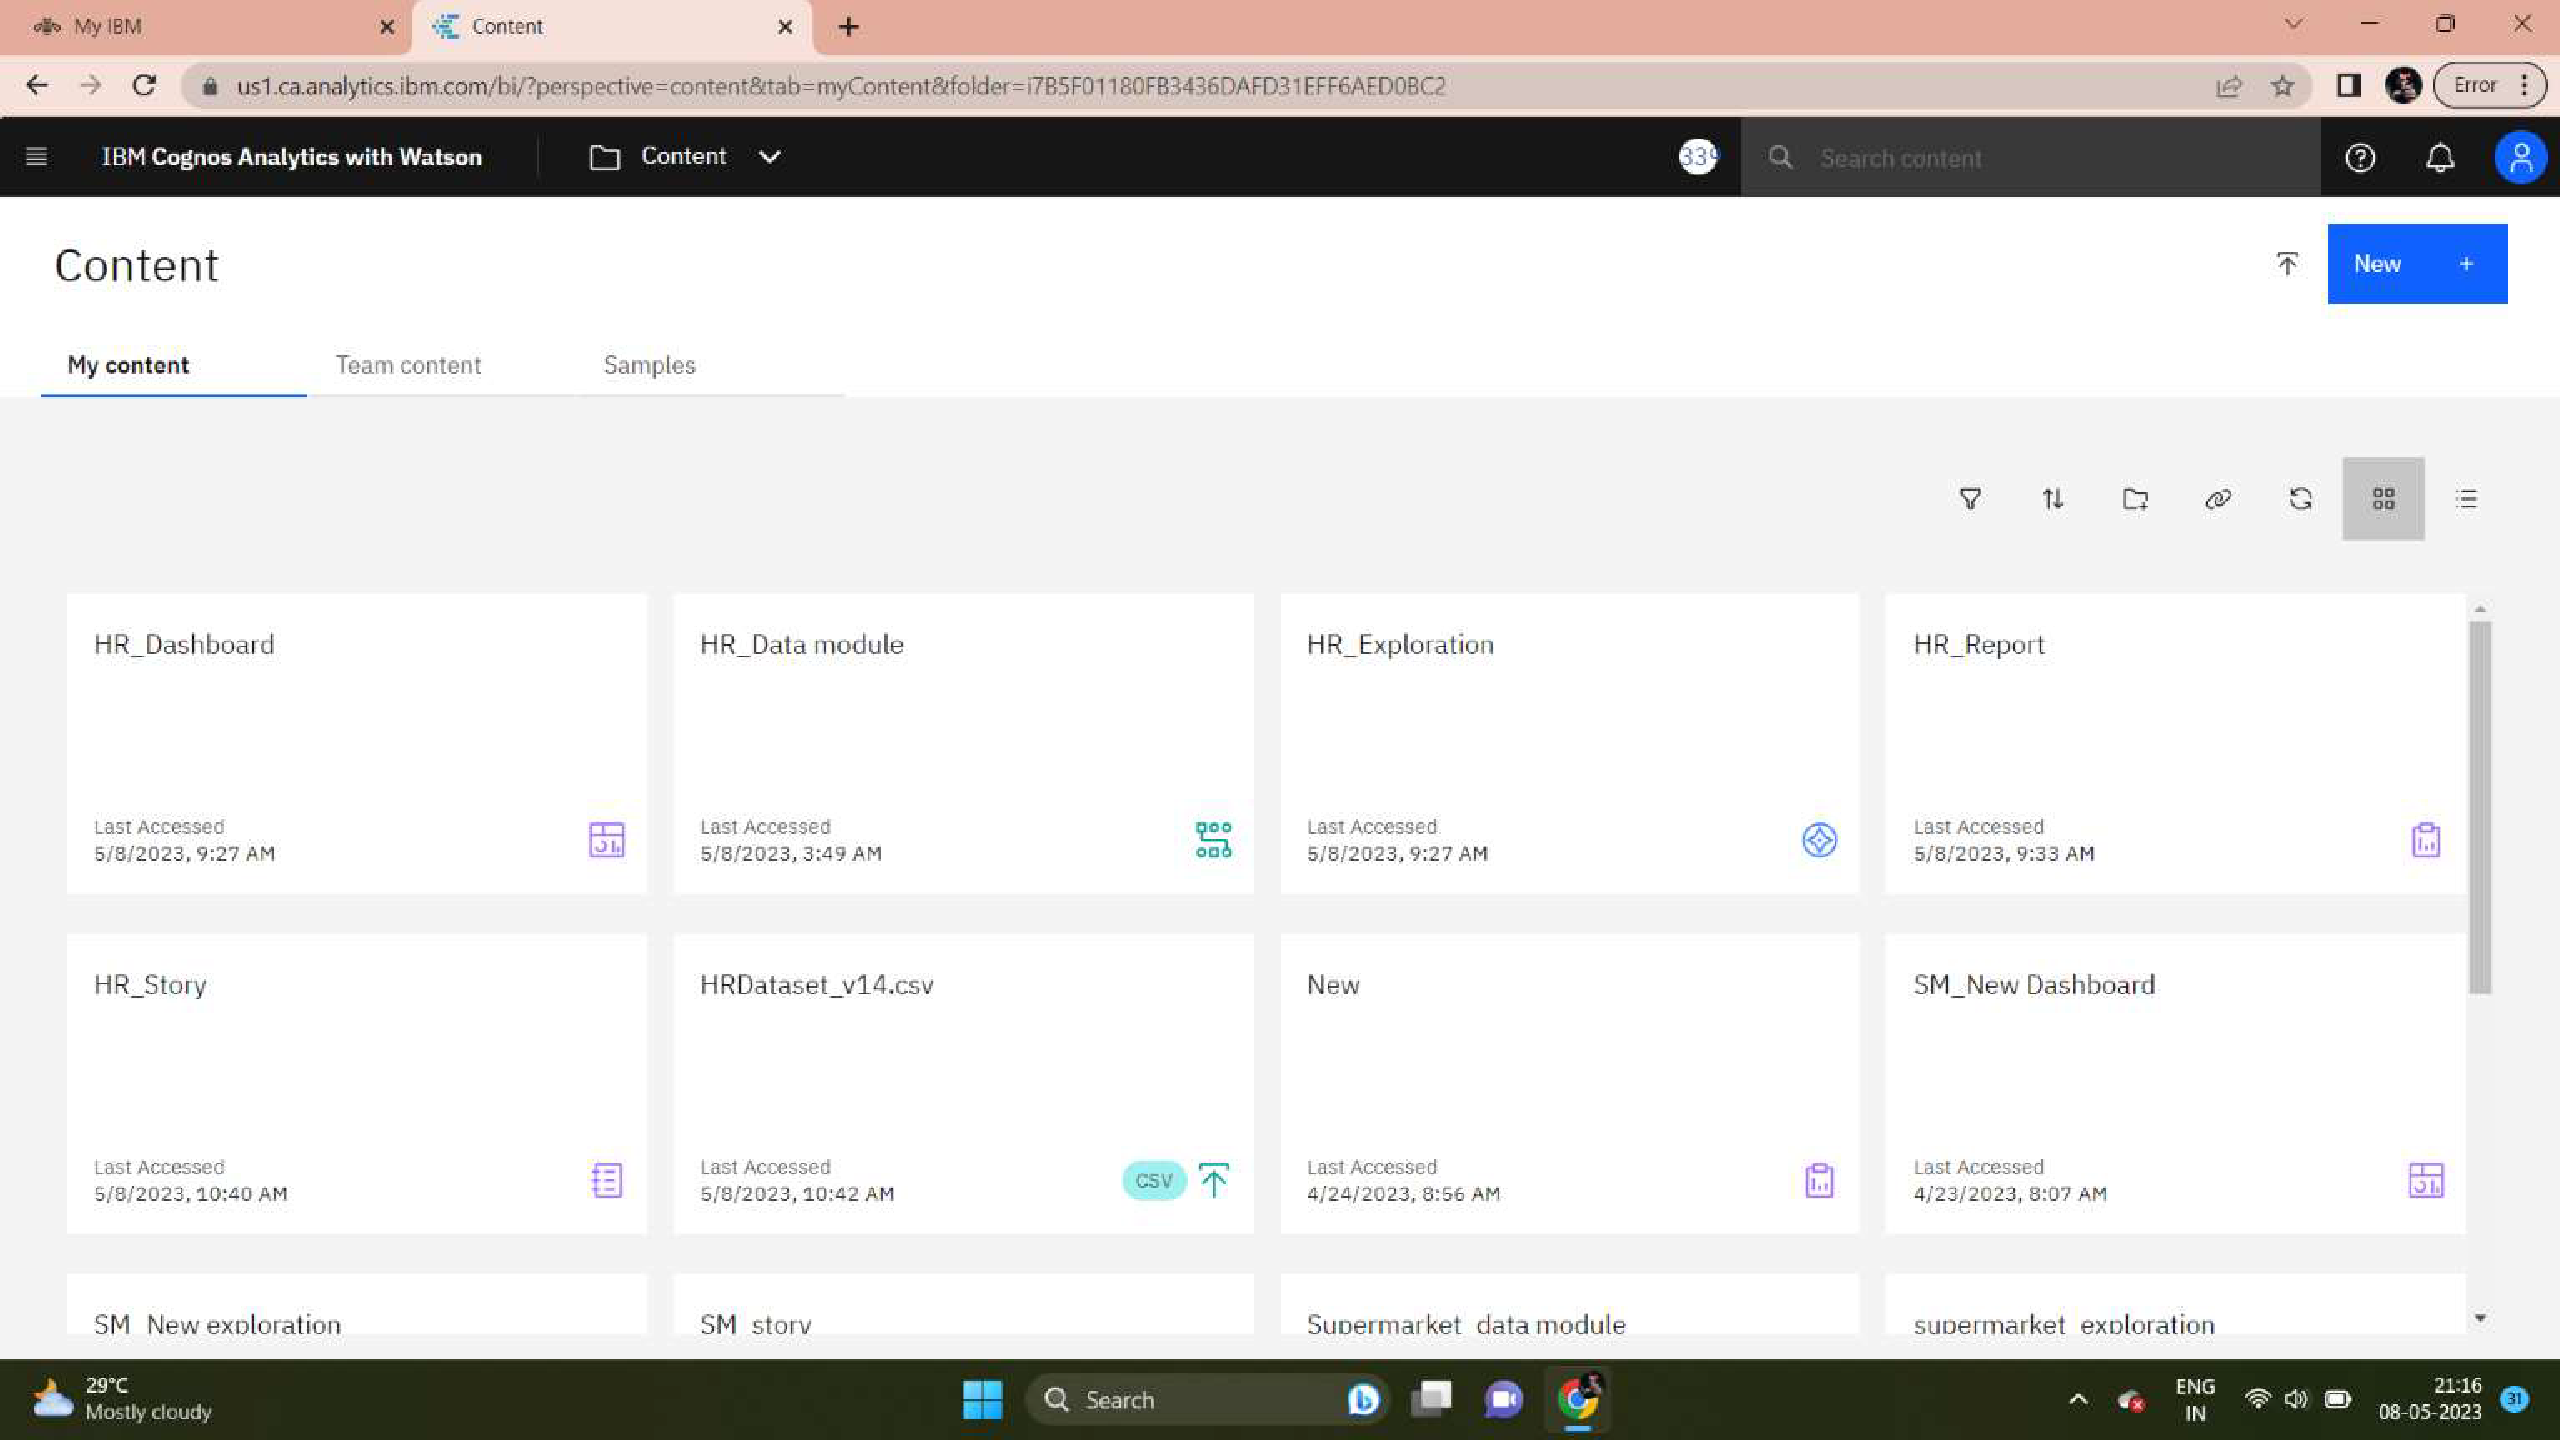 My IBM
Content
us1.ca.analytics.ibm.com/bi/?perspective=content&tab=myContent&folder=i7B5F01180FB3436DAFD31EFF6AED0BC2
Error
IBM Cognos Analytics with Watson
Content
339
Search content
Content
New +
My content
Team content
Samples
HR_Dashboard
Last Accessed
5/8/2023, 9:27 AM
HR_Data module
Last Accessed
5/8/2023, 3:49 AM
HR_Exploration
Last Accessed
5/8/2023, 9:27 AM
HR_Report
Last Accessed
5/8/2023, 9:33 AM
HR_Story
Last Accessed
5/8/2023, 10:40 AM
HRDataset_v14.csv
Last Accessed
5/8/2023, 10:42 AM
CSV
New
Last Accessed
4/24/2023, 8:56 AM
SM_New Dashboard
Last Accessed
4/23/2023, 8:07 AM
SM_New exploration
SM_story
Supermarket_data module
supermarket_exploration
29°C
Mostly cloudy
Search
ENG
IN
21:16
08-05-2023
31